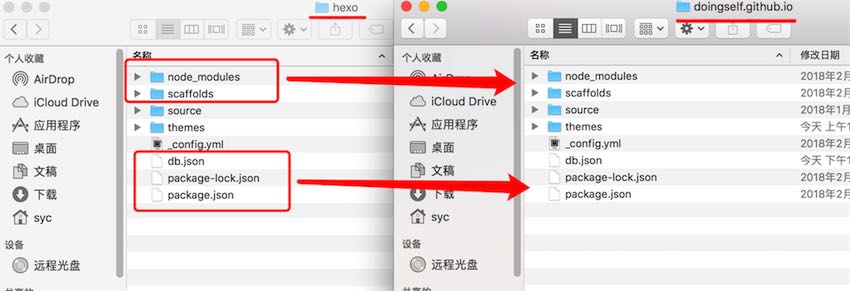 hexo
个人收藏
AirDrop
iCloud Drive
应用程序
桌面
文稿
下载
syc
设备
远程光盘
名称
node_modules
scaffolds
source
themes
_config.yml
db.json
package-lock.json
package.json
doingself.github.io
个人收藏
iCloud Drive
应用程序
桌面
文稿
下载
syc
设备
远程光盘
名称
修改日期
node_modules
2018年2月
scaffolds
2018年2月
source
2018年1月
themes
今天 上午1
_config.yml
2018年2月
db.json
今天 下午1
package-lock.json
2018年2月
package.json
2018年2月